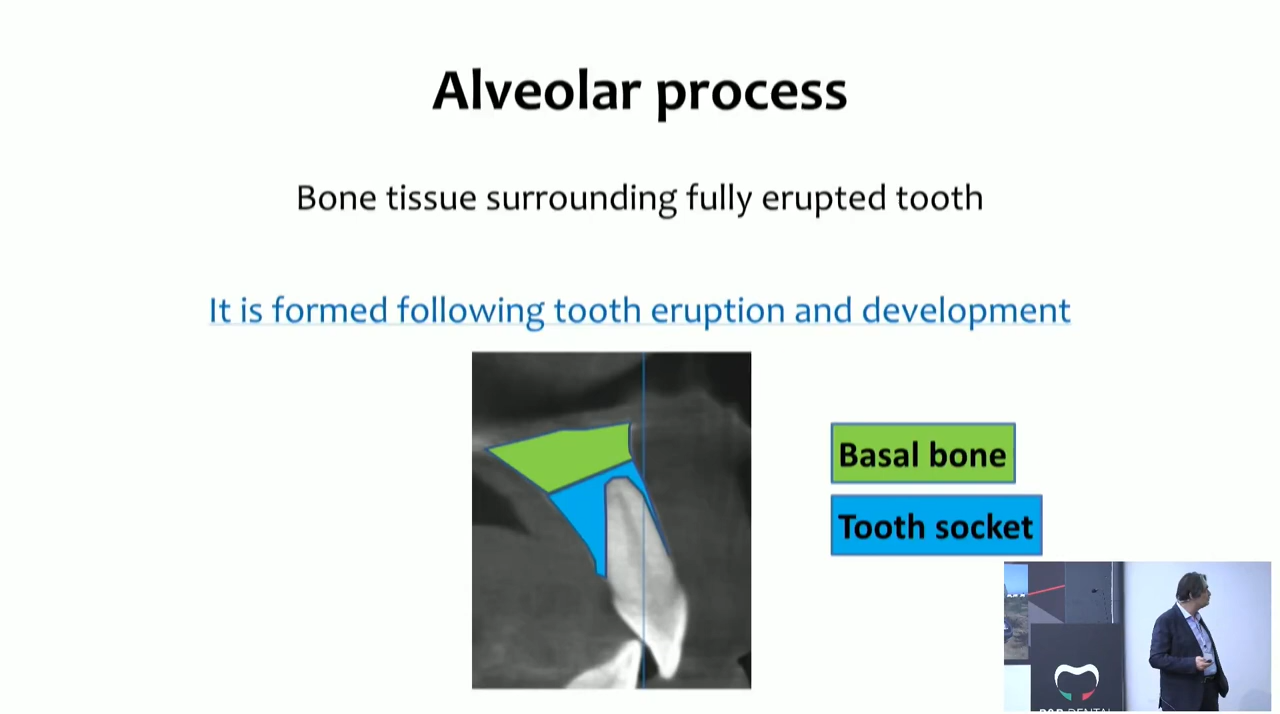 Alveolar process
Bone tissue surrounding fully erupted tooth
It is formed following tooth eruption and development
Basal bone
Tooth socket